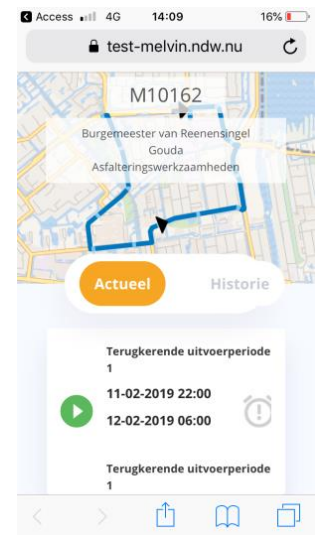 Access 4G 14:09 16%
test-melvin.ndw.nu
M10162
Burgemeester van Reenensingel
Gouda
Asfalteringswerkzaamheden
Actueel Historie
Terugkerende uitvoerperiode
1
11-02-2019 22:00
12-02-2019 06:00
Terugkerende uitvoerperiode
1